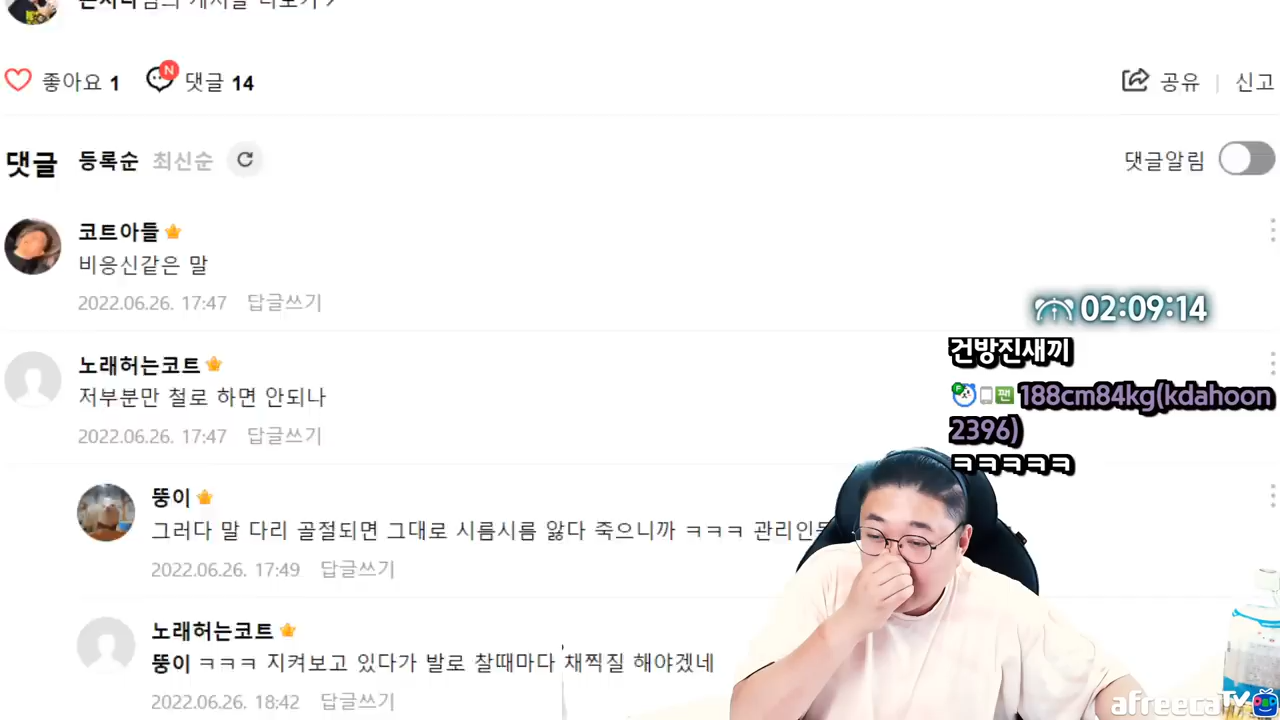 좋아요 1
N
댓글 14
공유
신고
댓글 등록순 최신순
댓글알림
코트아들
비응신같은 말
2022.06.26. 17:47 답글쓰기
02:09:14
건방진새끼
노래허는코트
188cm84kg(kdahoon
2396)
ㅋㅋㅋㅋㅋ
저부분만 철로 하면 안되나
2022.06.26. 17:47 답글쓰기
뚱이
그러다 말 다리 골절되면 그대로 시름시름 앓다 죽으니까 ㅋㅋㅋ
2022.06.26. 17:49 답글쓰기
노래허는코트
뚱이 ㅋㅋㅋ 지켜보고 있다가 발로 찰때마다 채찍질 해야겠네
2022.06.26. 18:42 답글쓰기
afreecaTV